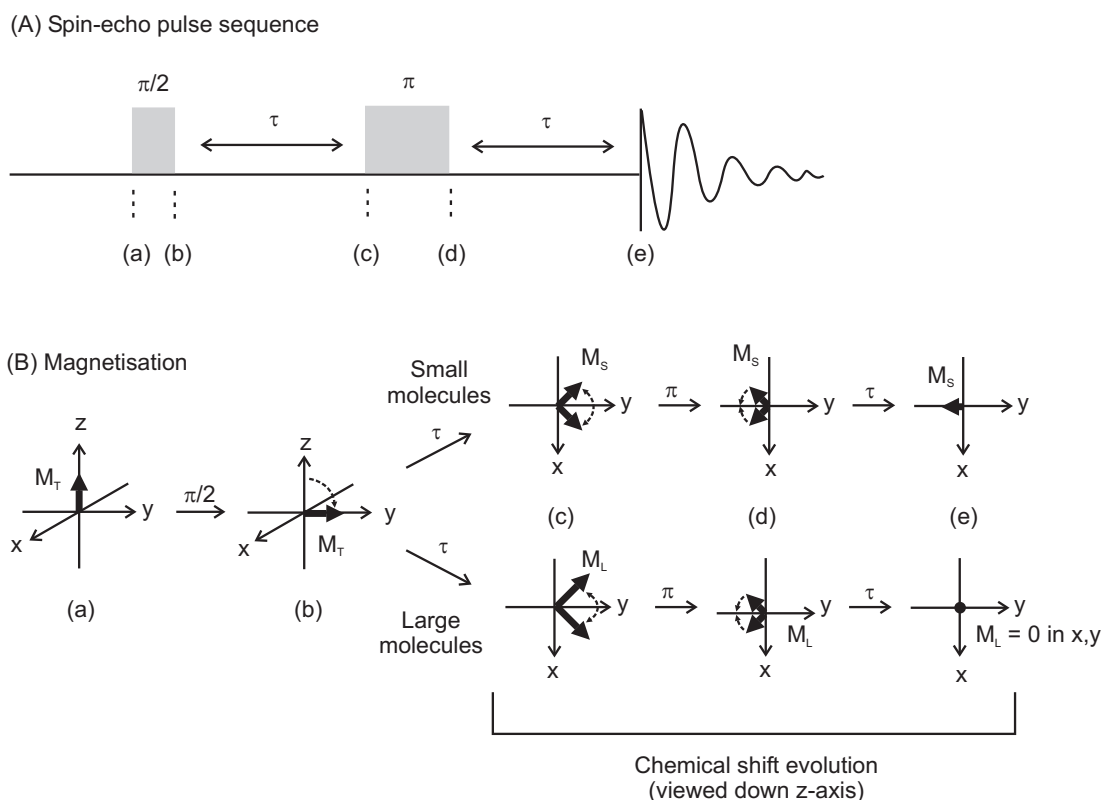 (A) Spin-echo pulse sequence
π/2
π
τ
τ
(a)
(b)
(c)
(d)
(e)
(B) Magnetisation
z
M_T
y
x
(a)
π/2
z
y
x
M_T
(b)
τ
Small
molecules
M_S
y
x
(c)
π
M_S
y
x
(d)
τ
M_S
y
x
(e)
τ
Large
molecules
M_L
y
x
π
y
M_L
x
τ
y
M_L = 0 in x,y
x
Chemical shift evolution
(viewed down z-axis)